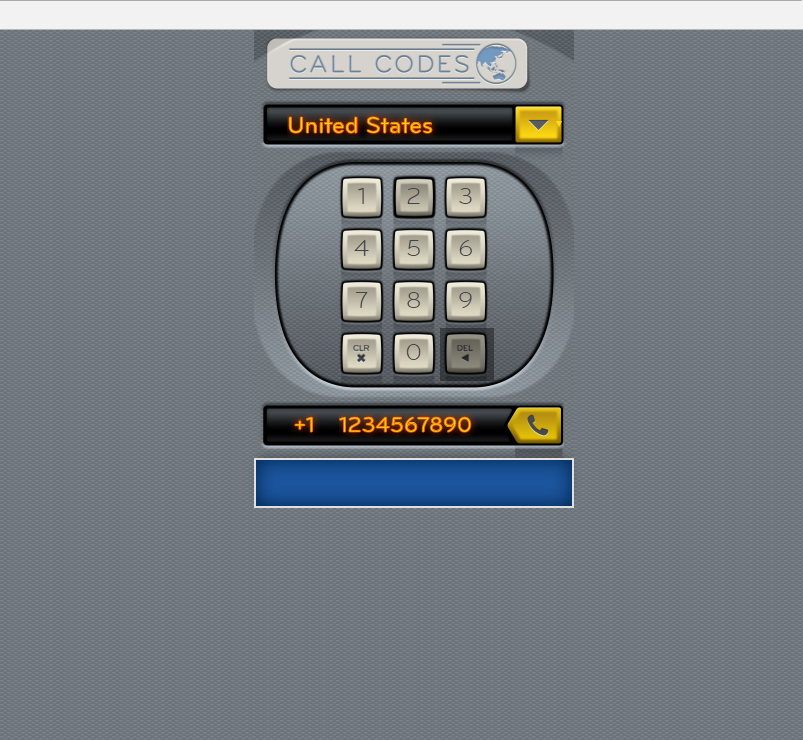 CALL CODES
United States
1 2 3
4 5 6
7 8 9
CLR 0 DEL
+1 1234567890